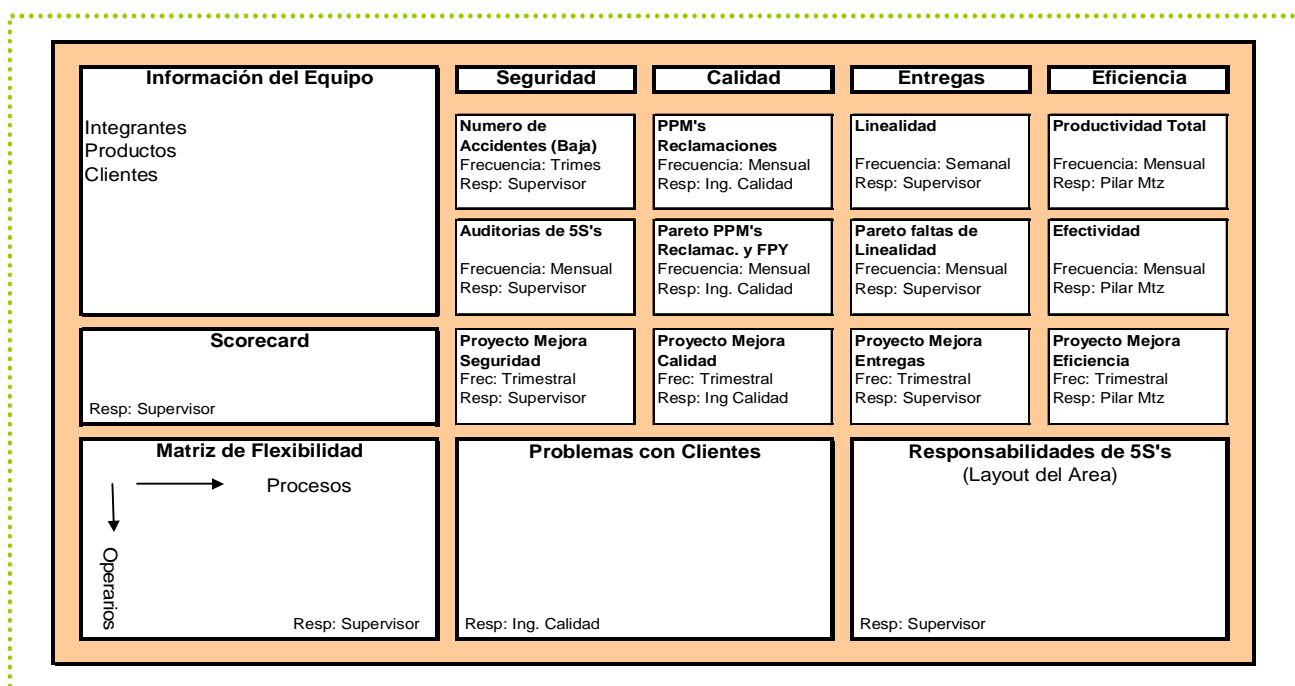 Información del Equipo
Integrantes
Productos
Clientes
Seguridad
Calidad
Entregas
Eficiencia
Numero de
Accidentes (Baja)
Frecuencia: Trimes
Resp: Supervisor
PPM's
Reclamaciones
Frecuencia: Mensual
Resp: Ing. Calidad
Linealidad
Frecuencia: Semanal
Resp: Supervisor
Productividad Total
Frecuencia: Mensual
Resp: Pilar Mtz
Auditorias de 5S's
Frecuencia: Mensual
Resp: Supervisor
Pareto PPM's
Reclamac. y FPY
Frecuencia: Mensual
Resp: Ing. Calidad
Pareto faltas de
Linealidad
Frecuencia: Mensual
Resp: Supervisor
Efectividad
Frecuencia: Mensual
Resp: Pilar Mtz
Scorecard
Resp: Supervisor
Proyecto Mejora
Seguridad
Frec: Trimestral
Resp: Supervisor
Proyecto Mejora
Calidad
Frec: Trimestral
Resp: Ing Calidad
Proyecto Mejora
Entregas
Frec: Trimestral
Resp: Supervisor
Proyecto Mejora
Eficiencia
Frec: Trimestral
Resp: Pilar Mtz
Matriz de Flexibilidad
Procesos
Operarios
Resp: Supervisor
Problemas con Clientes
Resp: Ing. Calidad
Responsabilidades de 5S's
(Layout del Area)
Resp: Supervisor